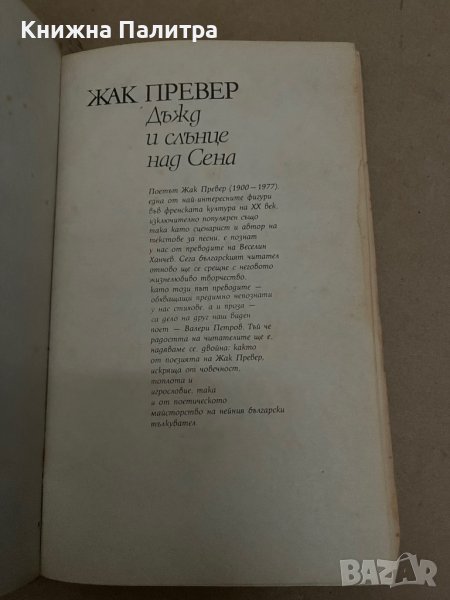 Книжна Палитра
ЖАК ПРЕВЕР
Дъжд
и слънце
над Сена
Поетът Жак Превер (1900—1977),
една от най-интересните фигури
във френската култура на XX век,
изключително популярен също
така като сценарист и автор на
текстове за песни, е познат
у нас от преводите на Веселин
Ханчев. Сега българският читател
отново ще се срещне с неговото
жизнелюбиво творчество,
като този път преводите —
обхващащи предимно непознати
у нас стихове, а и проза —
са дело на друг наш виден
поет — Валери Петров. Тъй че
радостта на читателите ще е,
надяваме се, двойна: както
от поезията на Жак Превер,
искряща от човечност,
топлота и
игрословие, така
и от поетическото
майсторство на нейния български
тълкувател
BAZAR